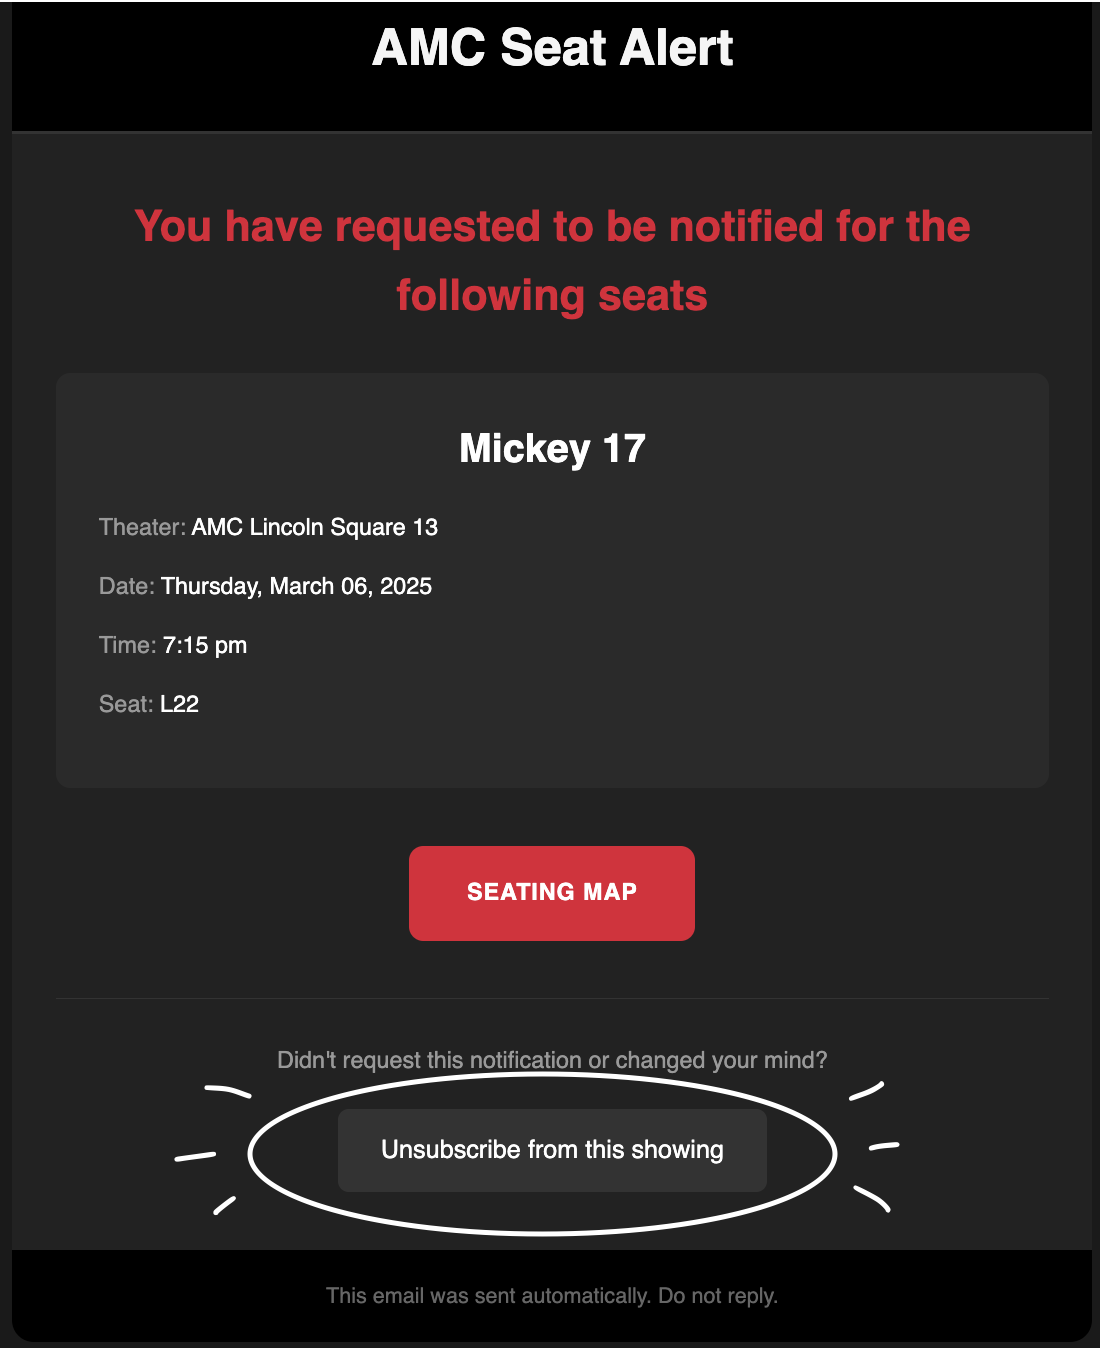 AMC Seat Alert
You have requested to be notified for the
following seats
Mickey 17
Theater: AMC Lincoln Square 13
Date: Thursday, March 06, 2025
Time: 7:15 pm
Seat: L22
SEATING MAP
Didn't request this notification or changed your mind?
Unsubscribe from this showing
This email was sent automatically. Do not reply.